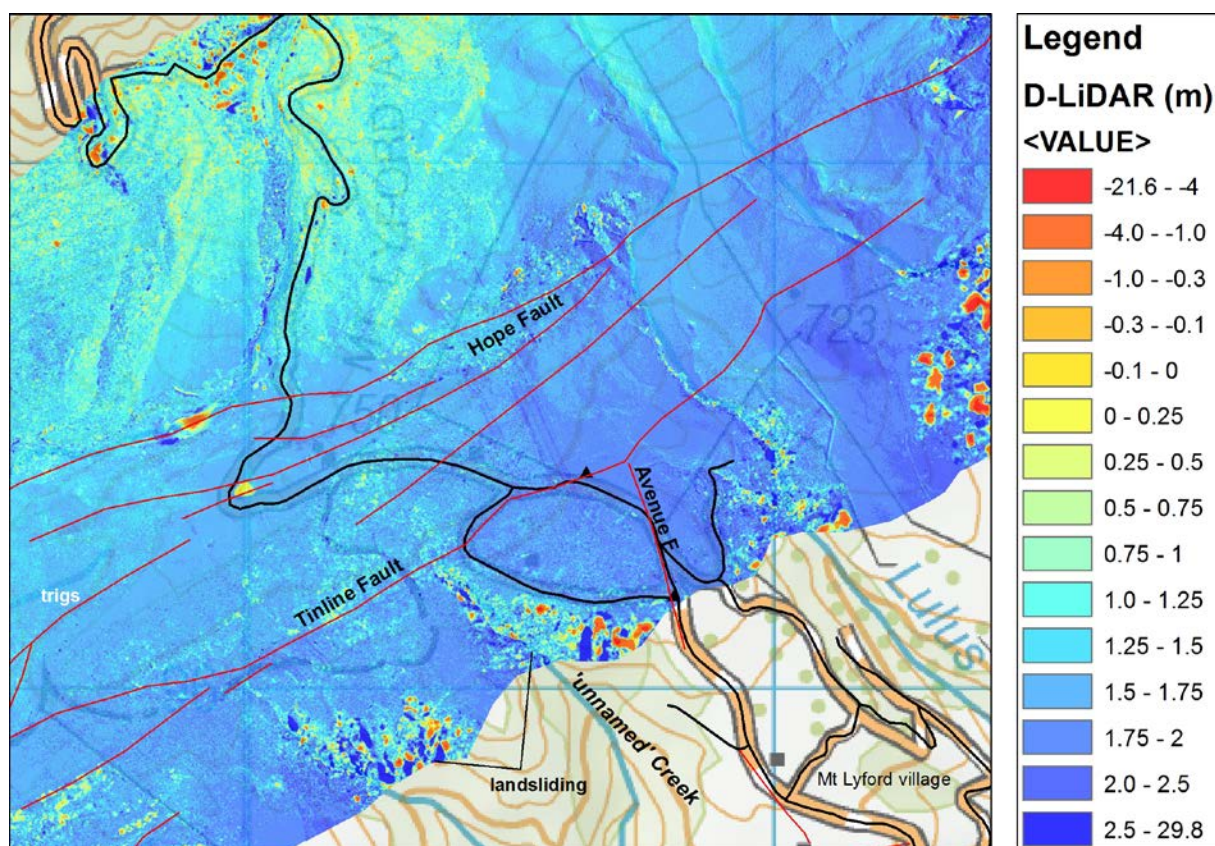 Hope Fault
723
750
Avenue F
Tinline Fault
trigs
Lulus
'unnamed' Creek
landsliding
Mt Lyford village
Legend
D-LiDAR (m)
<VALUE>
-21.6 - -4
-4.0 - -1.0
-1.0 - -0.3
-0.3 - -0.1
-0.1 - 0
0 - 0.25
0.25 - 0.5
0.5 - 0.75
0.75 - 1
1.0 - 1.25
1.25 - 1.5
1.5 - 1.75
1.75 - 2
2.0 - 2.5
2.5 - 29.8